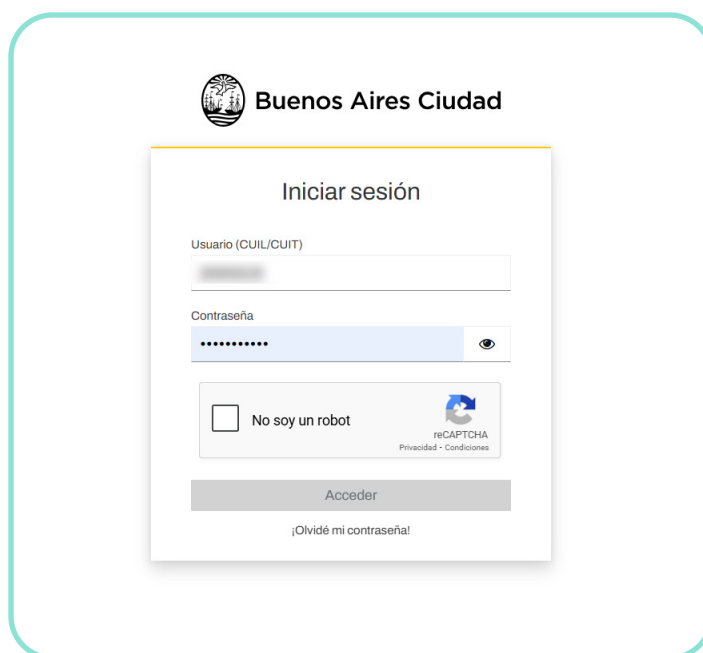 Buenos Aires Ciudad
Iniciar sesión
Usuario (CUIL/CUIT)
Contraseña
•••••••••••
No soy un robot
reCAPTCHA
Privacidad - Condiciones
Acceder
¡Olvidé mi contraseña!